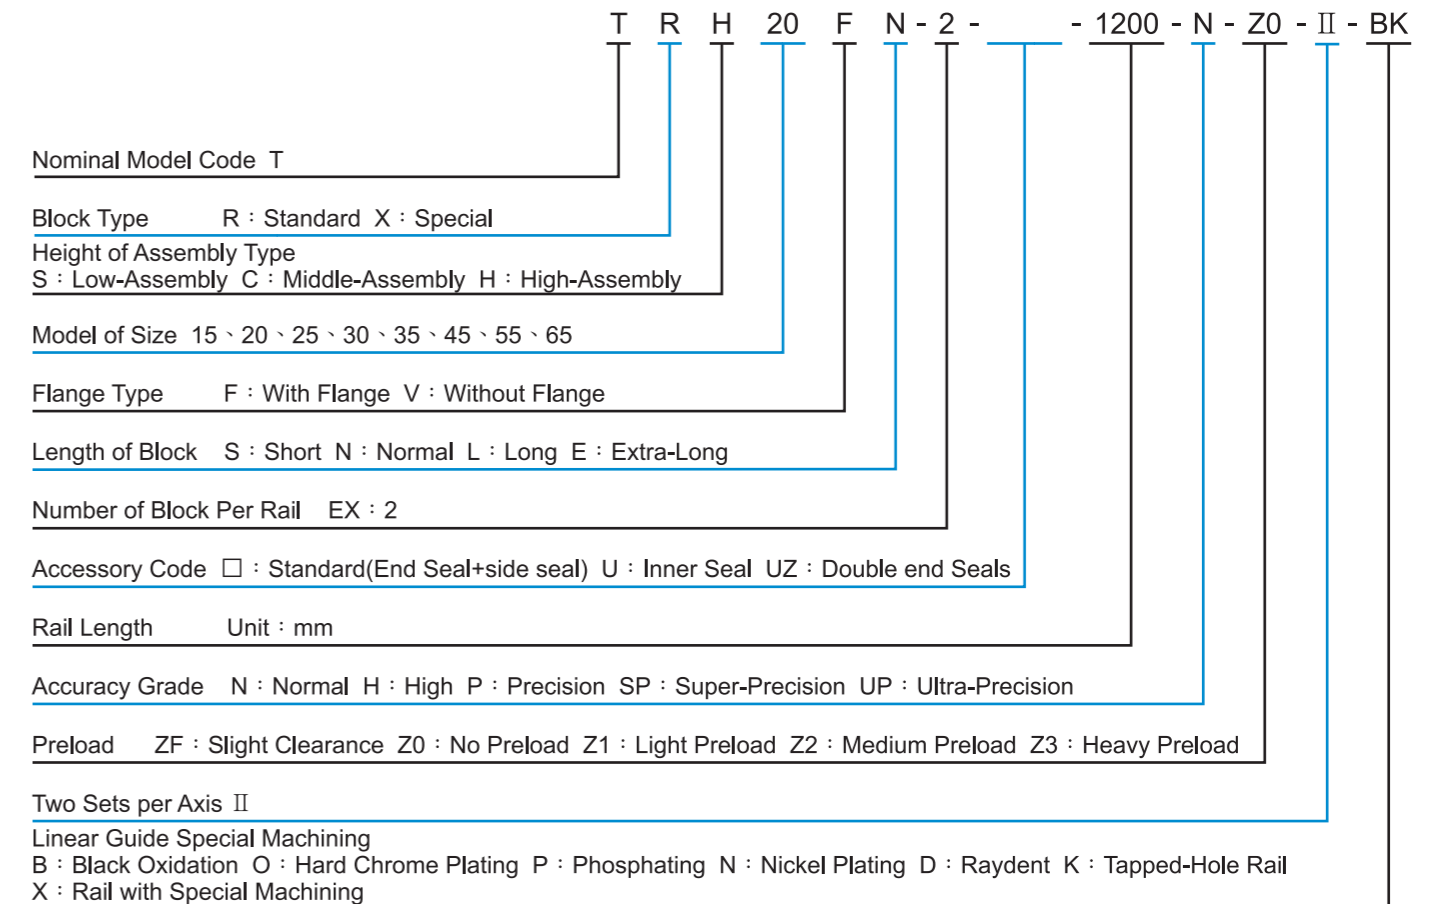 T R H 20 F N - 2 - - 1200 - N - Z0 - Ⅱ - BK
Nominal Model Code T
Block Type R：Standard X：Special
Height of Assembly Type
S：Low-Assembly C：Middle-Assembly H：High-Assembly
Model of Size 15、20、25、30、35、45、55、65
Flange Type F：With Flange V：Without Flange
Length of Block S：Short N：Normal L：Long E：Extra-Long
Number of Block Per Rail EX：2
Accessory Code □：Standard(End Seal+side seal) U：Inner Seal UZ：Double end Seals
Rail Length Unit：mm
Accuracy Grade N：Normal H：High P：Precision SP：Super-Precision UP：Ultra-Precision
Preload ZF：Slight Clearance Z0：No Preload Z1：Light Preload Z2：Medium Preload Z3：Heavy Preload
Two Sets per Axis Ⅱ
Linear Guide Special Machining
B：Black Oxidation O：Hard Chrome Plating P：Phosphating N：Nickel Plating D：Raydent K：Tapped-Hole Rail
X：Rail with Special Machining